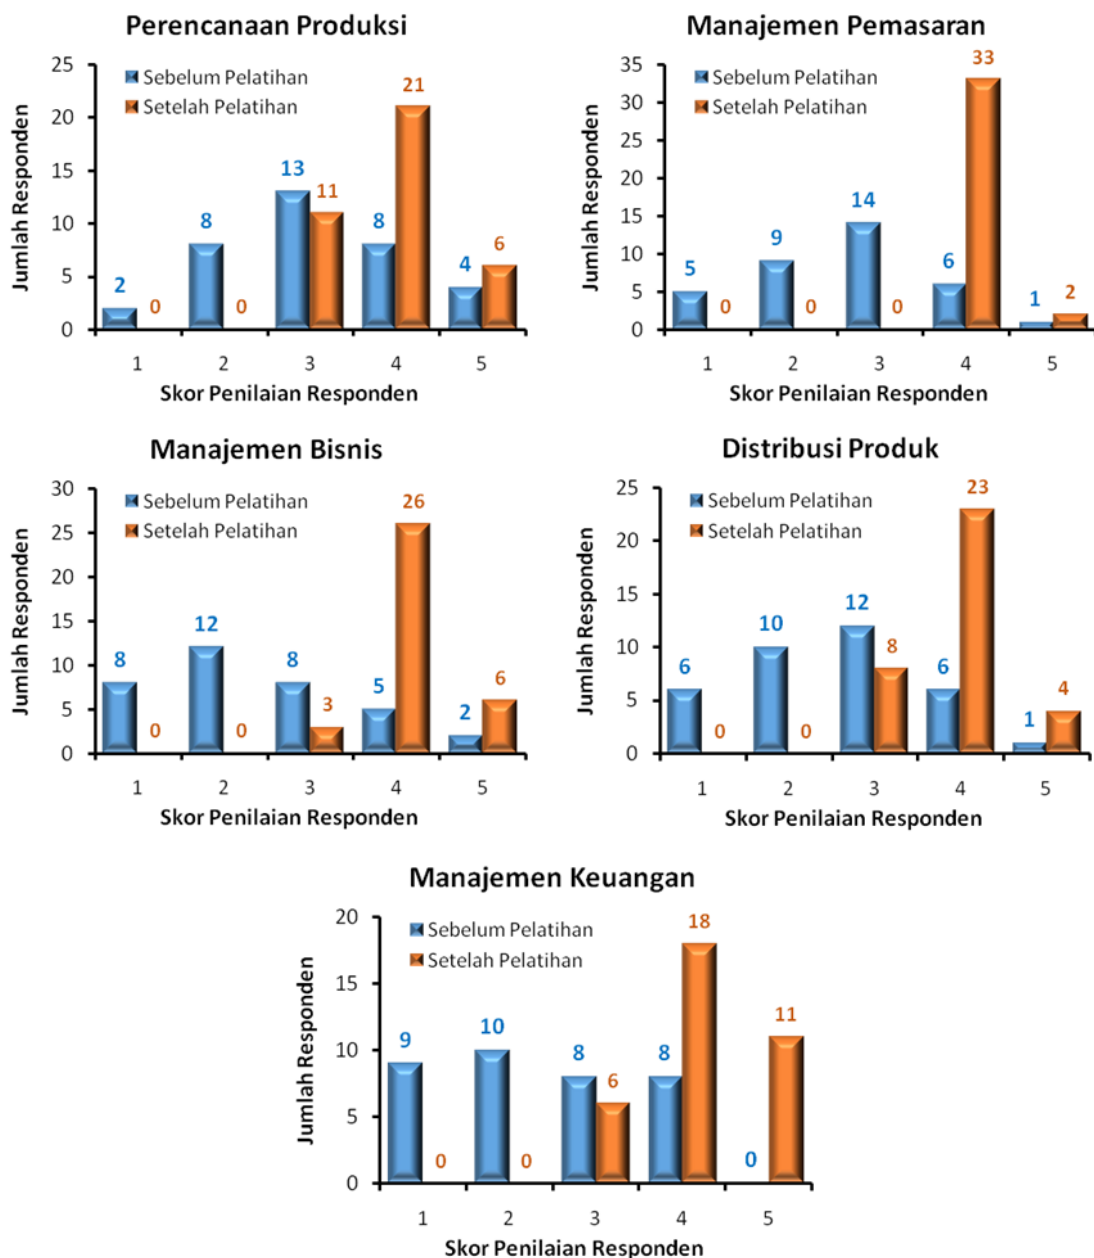 Perencanaan Produksi
Jumlah Responden
25
20
15
10
5
0
Sebelum Pelatihan
Setelah Pelatihan
2 0 8 0 13 11 8 21 4 6
1 2 3 4 5
Skor Penilaian Responden
Manajemen Pemasaran
Jumlah Responden
35
30
25
20
15
10
5
0
Sebelum Pelatihan
Setelah Pelatihan
5 0 9 0 14 0 6 33 1 2
1 2 3 4 5
Skor Penilaian Responden
Manajemen Bisnis
Jumlah Responden
30
25
20
15
10
5
0
Sebelum Pelatihan
Setelah Pelatihan
8 0 12 0 8 3 5 26 2 6
1 2 3 4 5
Skor Penilaian Responden
Distribusi Produk
Jumlah Responden
25
20
15
10
5
0
Sebelum Pelatihan
Setelah Pelatihan
6 0 10 0 12 8 6 23 1 4
1 2 3 4 5
Skor Penilaian Responden
Manajemen Keuangan
Jumlah Responden
20
15
10
5
0
Sebelum Pelatihan
Setelah Pelatihan
9 0 10 0 8 6 8 18 0 11
1 2 3 4 5
Skor Penilaian Responden